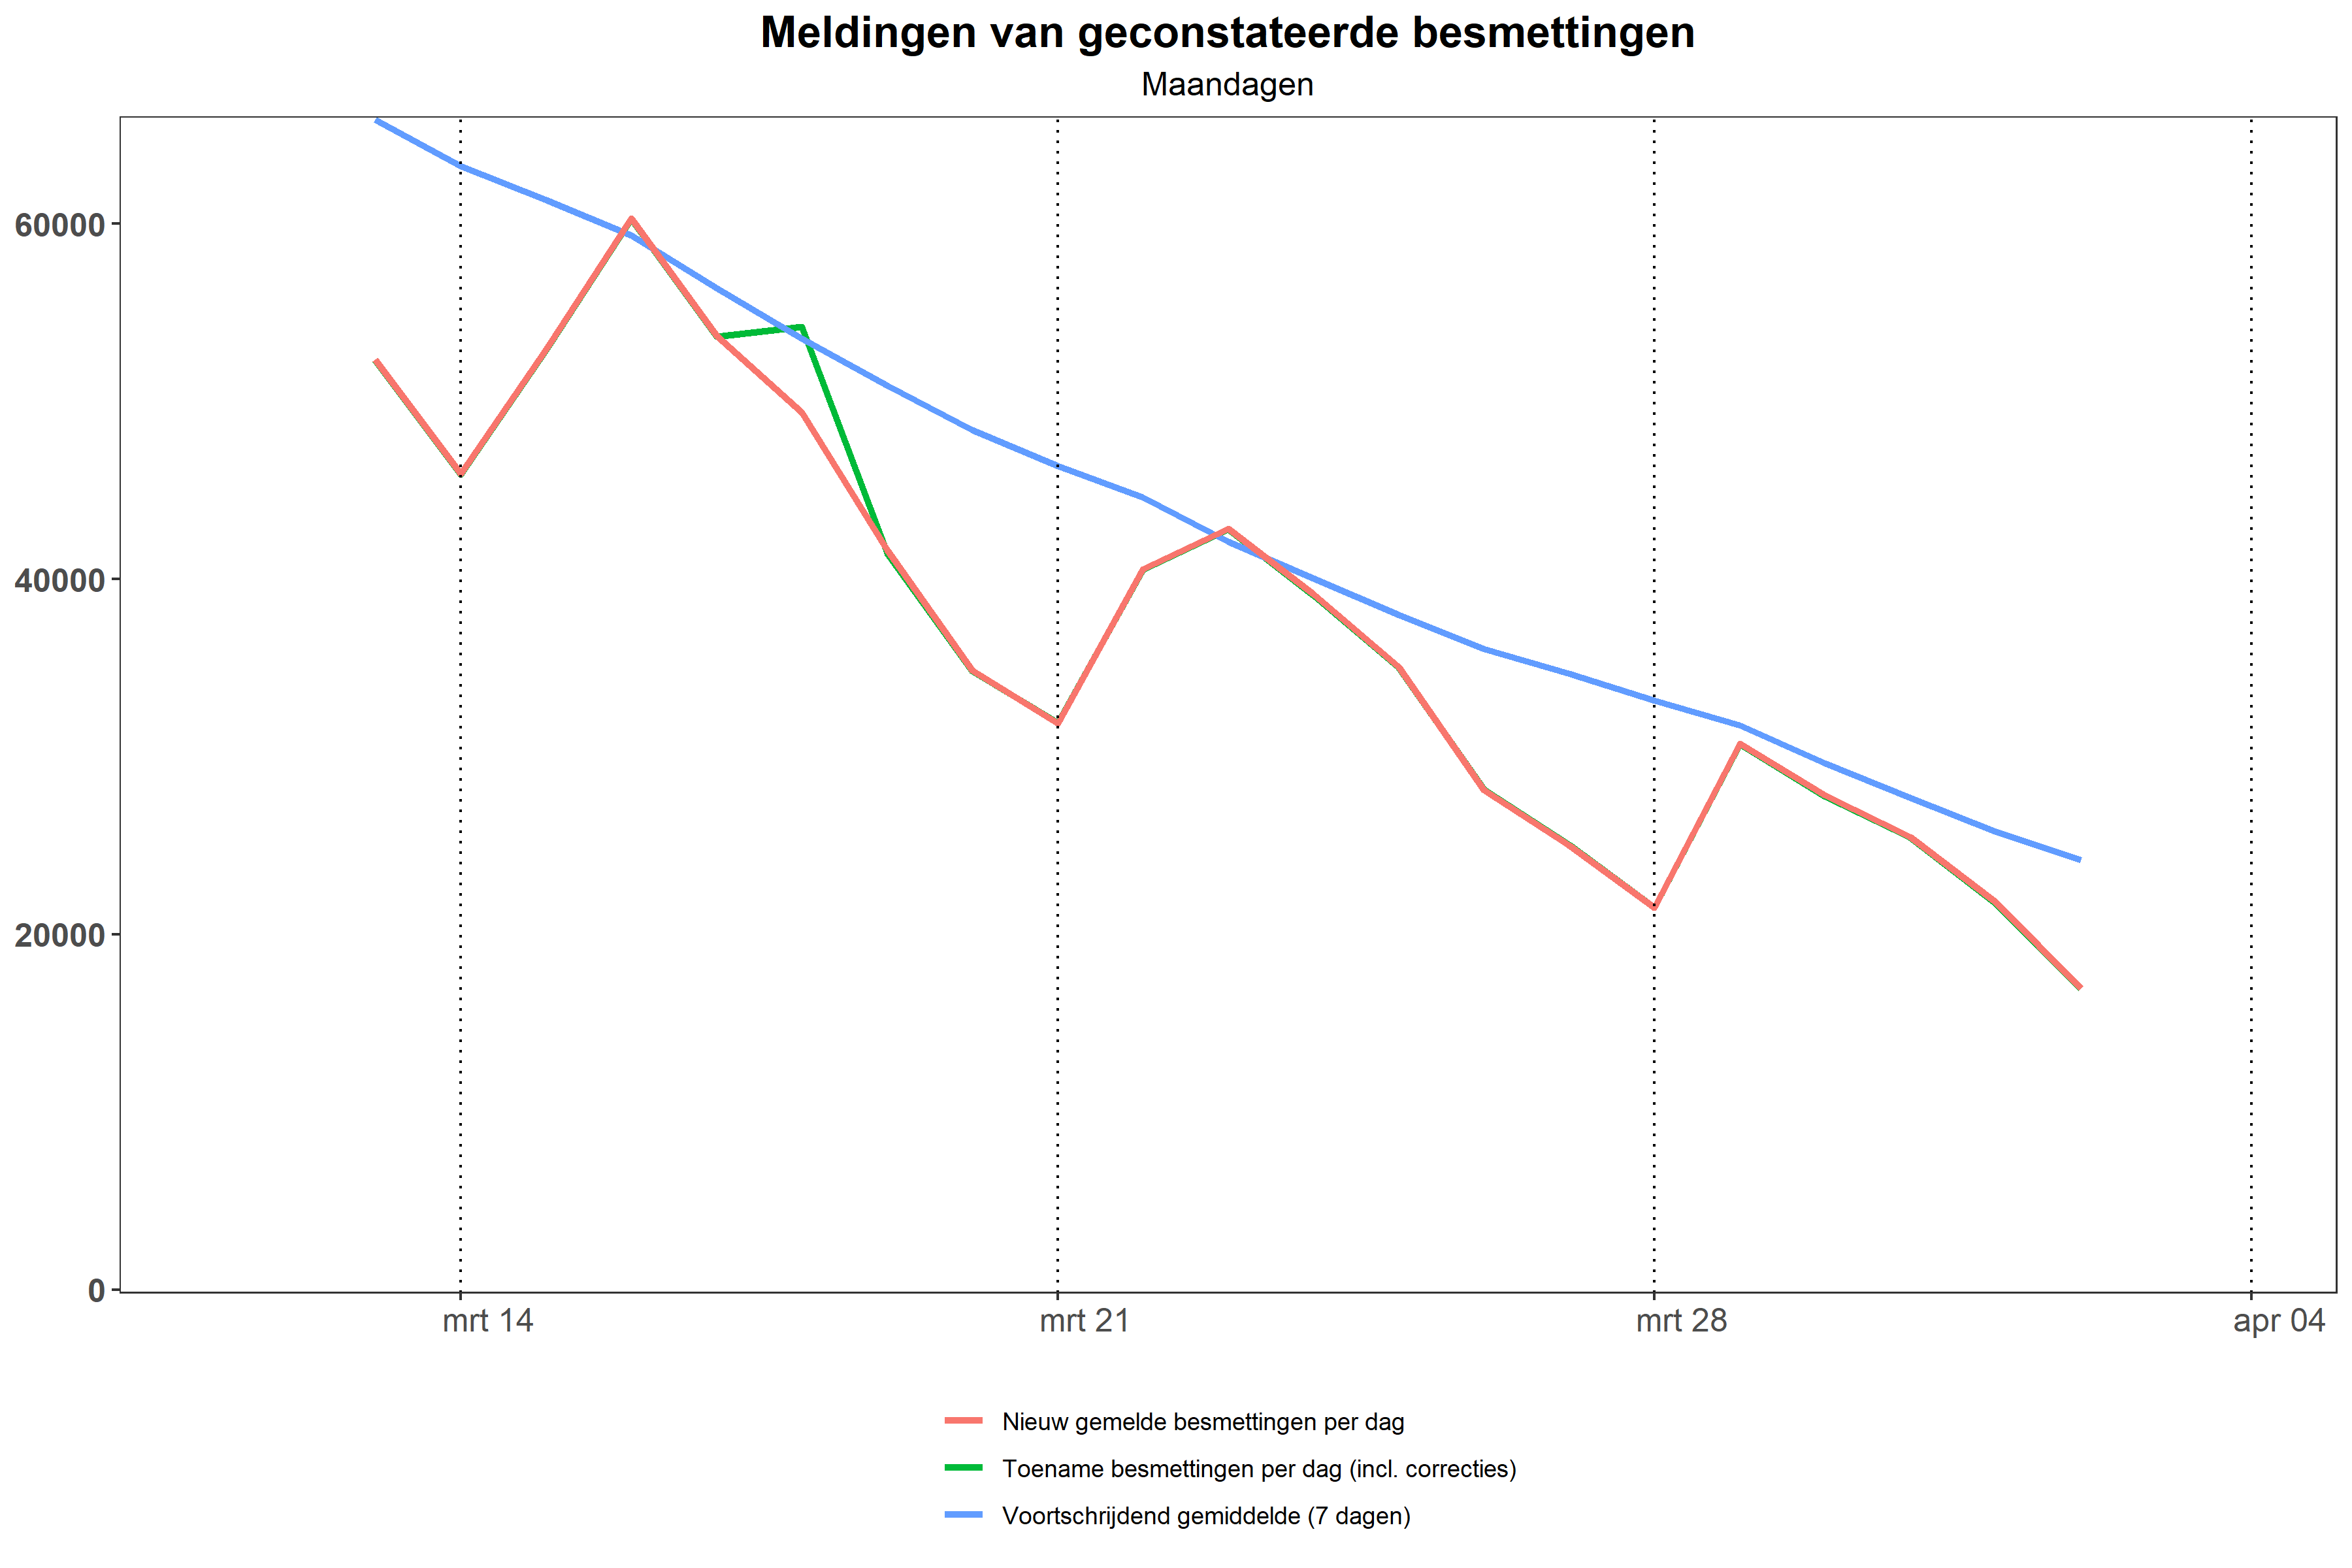 Meldingen van geconstateerde besmettingen
Maandagen
60000
40000
20000
0
mrt 14
mrt 21
mrt 28
apr 04
Nieuw gemelde besmettingen per dag
Toename besmettingen per dag (incl. correcties)
Voortschrijdend gemiddelde (7 dagen)